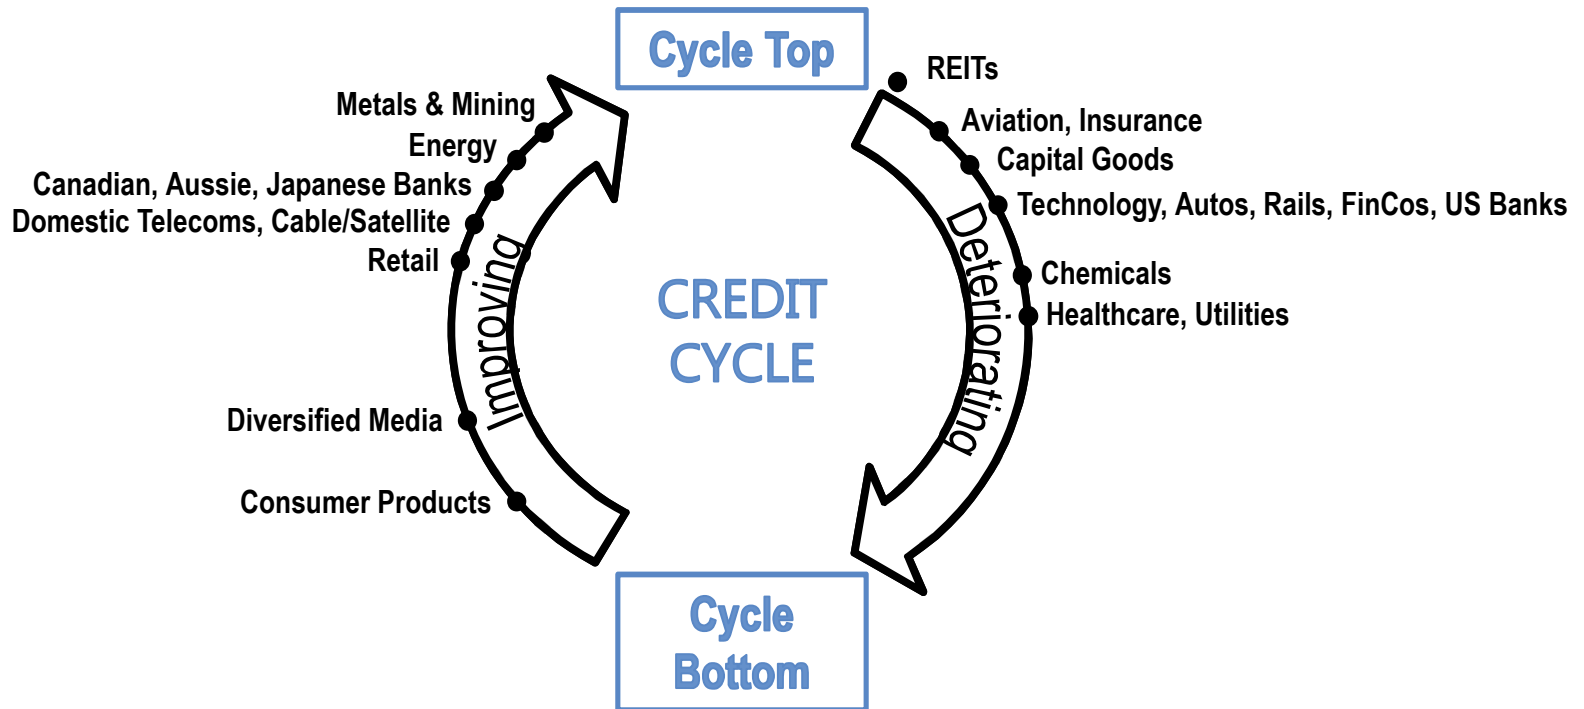 Cycle Top
REITs
Metals & Mining
Aviation, Insurance
Energy
Capital Goods
Canadian, Aussie, Japanese Banks
Technology, Autos, Rails, FinCos, US Banks
Domestic Telecoms, Cable/Satellite
Retail
Improving
Deteriorating
CREDIT
CYCLE
Chemicals
Healthcare, Utilities
Diversified Media
Consumer Products
Cycle
Bottom